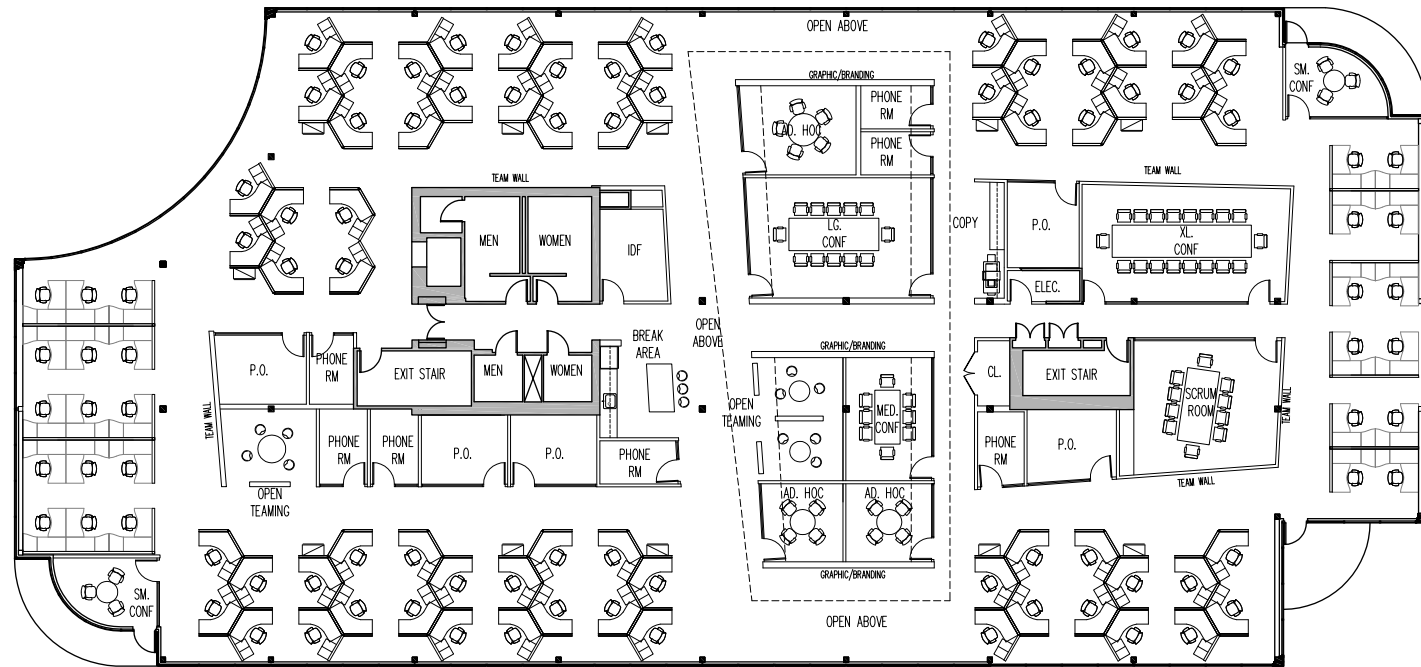 OPEN ABOVE
GRAPHIC/BRANDING
SM.
CONF
PHONE
RM
AD. HOC
PHONE
RM
TEAM WALL
TEAM WALL
MEN
WOMEN
IDF
LG.
CONF
COPY
P.O.
XL.
CONF
ELEC.
OPEN
ABOVE
BREAK
AREA
GRAPHIC/BRANDING
P.O.
PHONE
RM
EXIT STAIR
MEN
WOMEN
CL.
EXIT STAIR
SCRUM
ROOM
TEAM WALL
TEAM WALL
OPEN
TEAMING
MED.
CONF
PHONE
RM
PHONE
RM
P.O.
P.O.
PHONE
RM
PHONE
RM
P.O.
TEAM WALL
OPEN
TEAMING
AD. HOC
AD. HOC
GRAPHIC/BRANDING
SM.
CONF
OPEN ABOVE